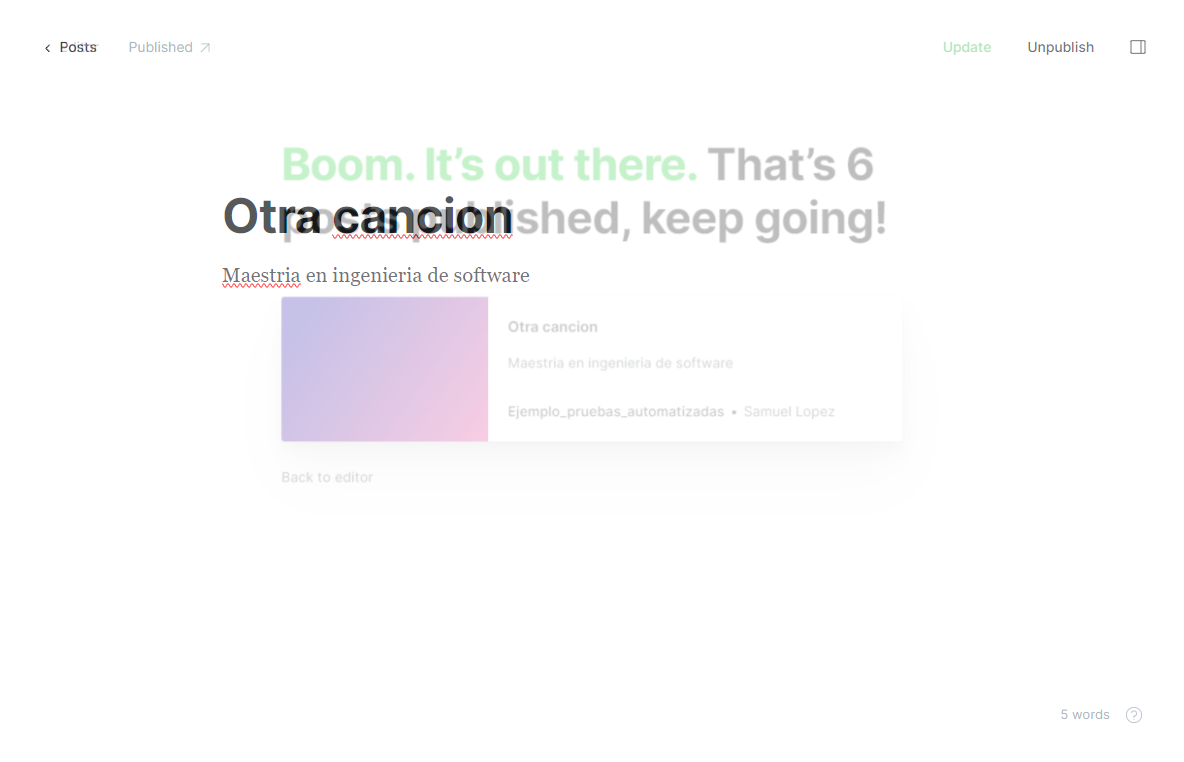 Posts
Published
Update
Unpublish
Boom. It's out there. That's 6
posts published, keep going!
Otra cancion
Maestria en ingenieria de software
Otra cancion
Maestria en ingenieria de software
Ejemplo_pruebas_automatizadas • Samuel Lopez
Back to editor
5 words